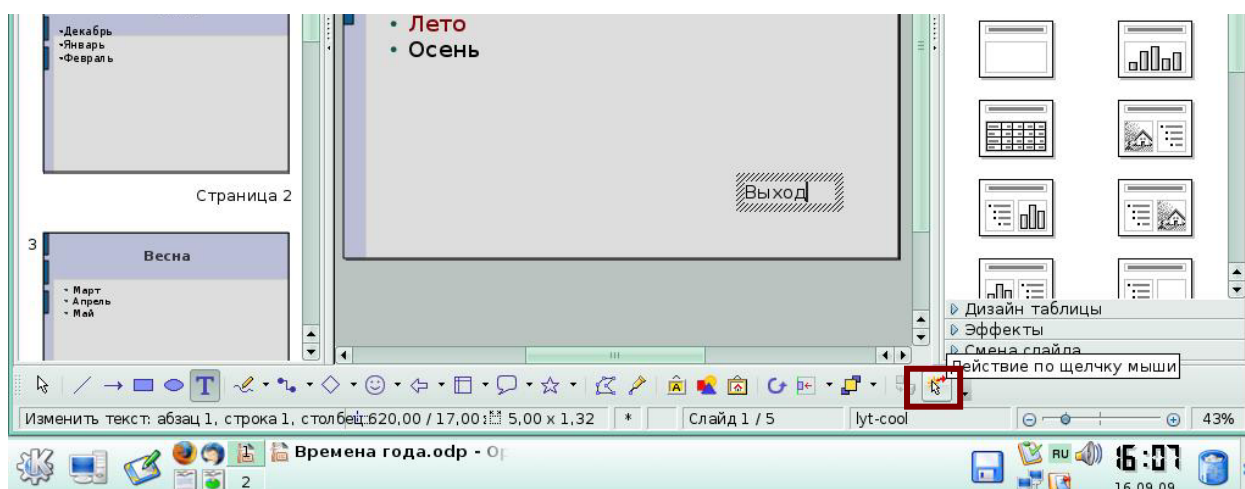 Декабрь
Январь
Февраль
Страница 2
3
Весна
Март
Апрель
Май
Лето
Осень
Выход
Дизайн таблицы
Эффекты
Смена слайда
Действие по щелчку мыши
Изменить текст: абзац 1, строка 1, столбец 620,00 / 17,00 5,00 x 1,32 * Слайд 1 / 5 lyt-cool 43%
2
Времена года.odp - Op
RU
16:07
16.09.09